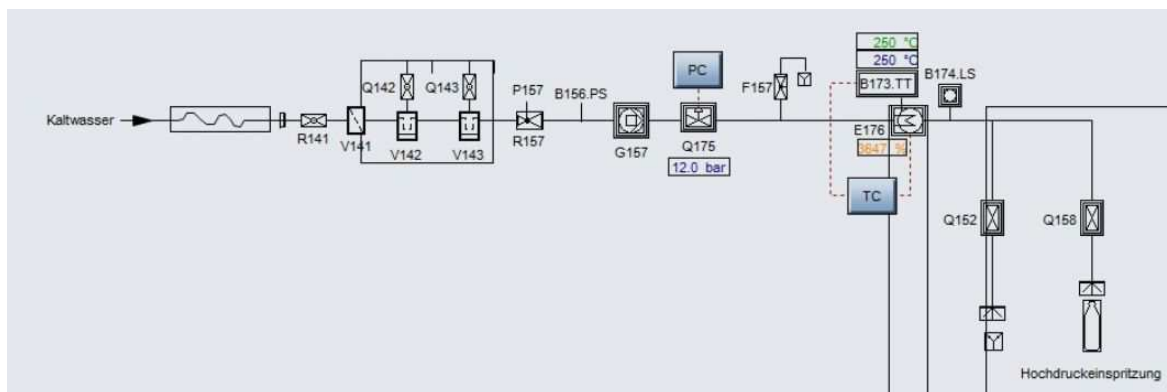 250 °C
250 °C
B173.TT
B174.LS
PC
F157
Q142
Q143
P157
B156.PS
Kaltwasser
R141
V141
V142
V143
R157
G157
Q175
12.0 bar
E176
3647 %
TC
Q152
Q158
Hochdruckeinspritzung